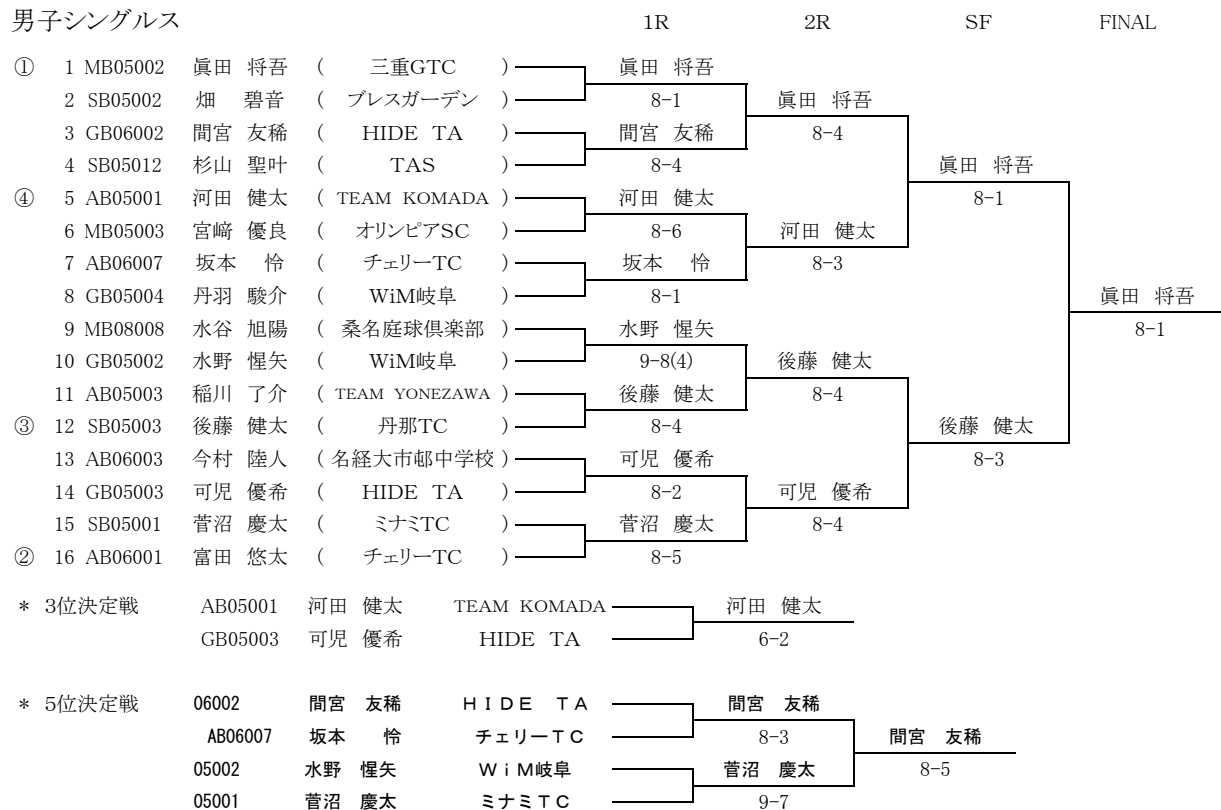 男子シングルス 1R 2R SF FINAL
① 1 MB05002 眞田 将吾 ( 三重GTC ) 眞田 将吾
2 SB05002 畑 碧音 ( ブレスガーデン ) 8-1 眞田 将吾
3 GB06002 間宮 友稀 ( HIDE TA ) 間宮 友稀 8-4
4 SB05012 杉山 聖叶 ( TAS ) 8-4 眞田 将吾
④ 5 AB05001 河田 健太 ( TEAM KOMADA ) 河田 健太 8-1
6 MB05003 宮﨑 優良 ( オリンピアSC ) 8-6 河田 健太
7 AB06007 坂本 怜 ( チェリーTC ) 坂本 怜 8-3
8 GB05004 丹羽 駿介 ( WiM岐阜 ) 8-1 眞田 将吾
9 MB08008 水谷 旭陽 ( 桑名庭球倶楽部 ) 水野 惺矢 8-1
10 GB05002 水野 惺矢 ( WiM岐阜 ) 9-8(4) 後藤 健太
11 AB05003 稲川 了介 ( TEAM YONEZAWA ) 後藤 健太 8-4
③ 12 SB05003 後藤 健太 ( 丹那TC ) 8-4 後藤 健太
13 AB06003 今村 陸人 ( 名経大市邨中学校 ) 可児 優希 8-3
14 GB05003 可児 優希 ( HIDE TA ) 8-2 可児 優希
15 SB05001 菅沼 慶太 ( ミナミTC ) 菅沼 慶太 8-4
② 16 AB06001 富田 悠太 ( チェリーTC ) 8-5
* 3位決定戦 AB05001 河田 健太 TEAM KOMADA 河田 健太
GB05003 可児 優希 HIDE TA 6-2
* 5位決定戦 06002 間宮 友稀 HIDE TA 間宮 友稀
AB06007 坂本 怜 チェリーTC 8-3 間宮 友稀
05002 水野 惺矢 WiM岐阜 菅沼 慶太 8-5
05001 菅沼 慶太 ミナミTC 9-7